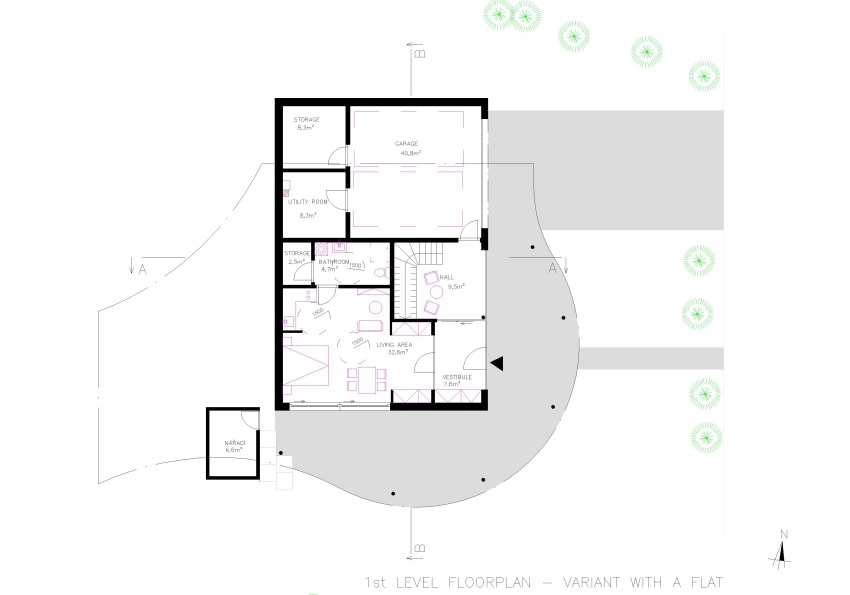 B
STORAGE
8,3m²
GARAGE
40,8m²
UTILITY ROOM
8,3m²
STORAGE
2,5m²
BATHROOM
4,7m²
1500
A
A
HALL
9,5m²
1500
1500
LIVING AREA
32,6m²
VESTIBULE
7,6m²
NÁŘADÍ
6,6m²
B
N
1st LEVEL FLOORPLAN – VARIANT WITH A FLAT